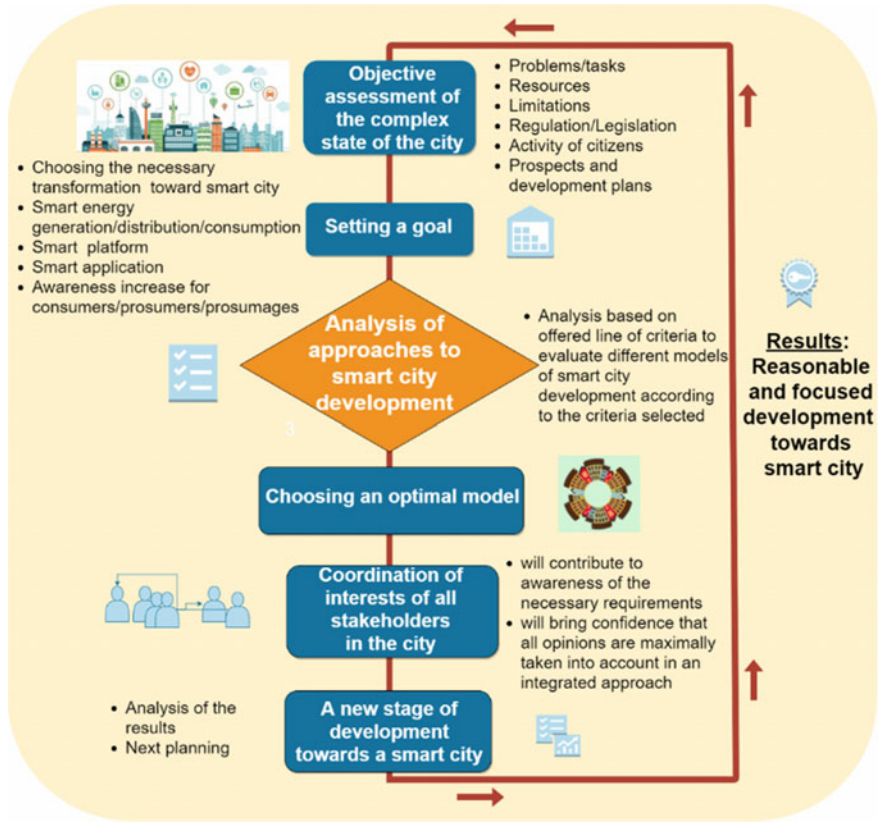 Objective
assessment of
the complex
state of the city
• Problems/tasks
• Resources
• Limitations
• Regulation/Legislation
• Activity of citizens
• Prospects and
development plans
• Choosing the necessary
transformation toward smart city
• Smart energy
generation/distribution/consumption
• Smart platform
• Smart application
• Awareness increase for
consumers/prosumers/prosumages
Setting a goal
Analysis of
approaches to
smart city
development
3
• Analysis based on
offered line of criteria to
evaluate different models
of smart city
development according
to the criteria selected
Results:
Reasonable
and focused
development
towards
smart city
Choosing an optimal model
Coordination of
interests of all
stakeholders
in the city
• will contribute to
awareness of the
necessary requirements
• will bring confidence that
all opinions are maximally
taken into account in an
integrated approach
• Analysis of the
results
• Next planning
A new stage of
development
towards a smart city